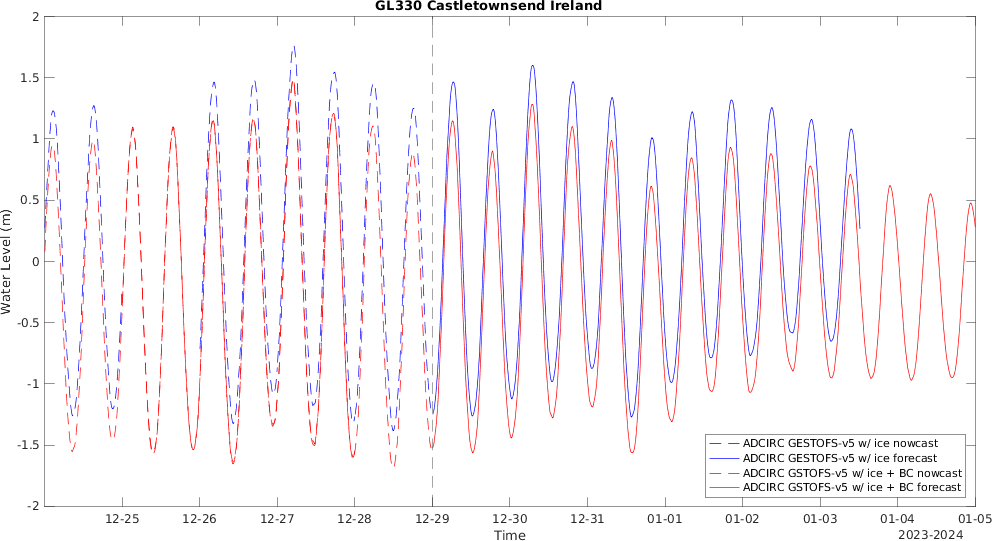 GL330 Castletownsend Ireland
2
1.5
1
0.5
0
-0.5
-1
-1.5
-2
Water Level (m)
12-25 12-26 12-27 12-28 12-29 12-30 12-31 01-01 01-02 01-03 01-04 01-05
Time
2023-2024
ADCIRC GESTOFS-v5 w/ ice nowcast
ADCIRC GESTOFS-v5 w/ ice forecast
ADCIRC GSTOFS-v5 w/ ice + BC nowcast
ADCIRC GSTOFS-v5 w/ ice + BC forecast